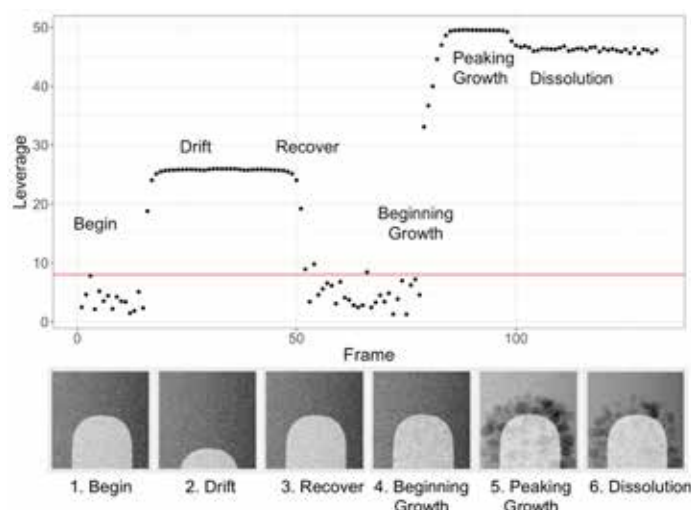 50
40
30
20
10
0
Leverage
Begin
Drift
Recover
Beginning
Growth
Peaking
Growth
Dissolution
0
50
100
Frame
1. Begin
2. Drift
3. Recover
4. Beginning
Growth
5. Peaking
Growth
6. Dissolution